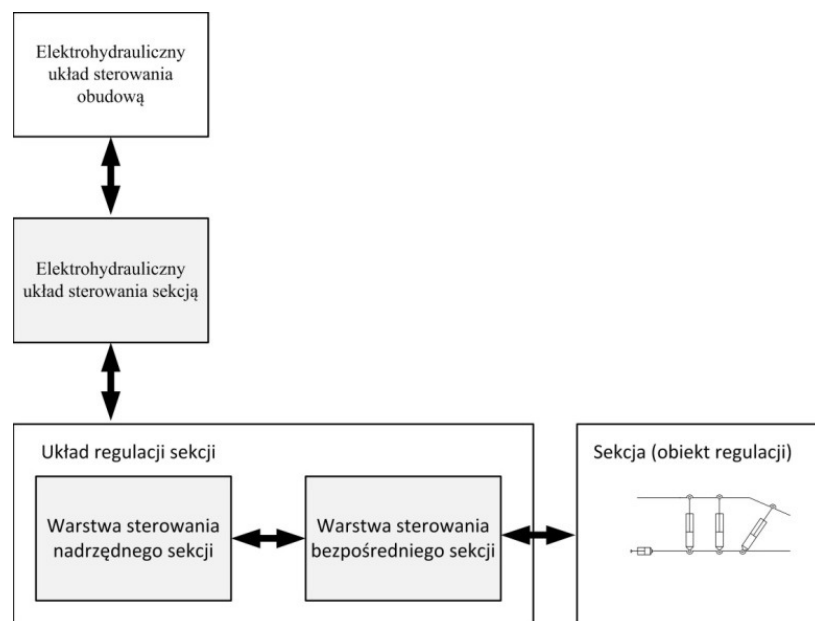 Elektrohydrauliczny
układ sterowania
obudową
Elektrohydrauliczny
układ sterowania sekcją
Układ regulacji sekcji
Warstwa sterowania
nadrzędnego sekcji
Warstwa sterowania
bezpośredniego sekcji
Sekcja (obiekt regulacji)